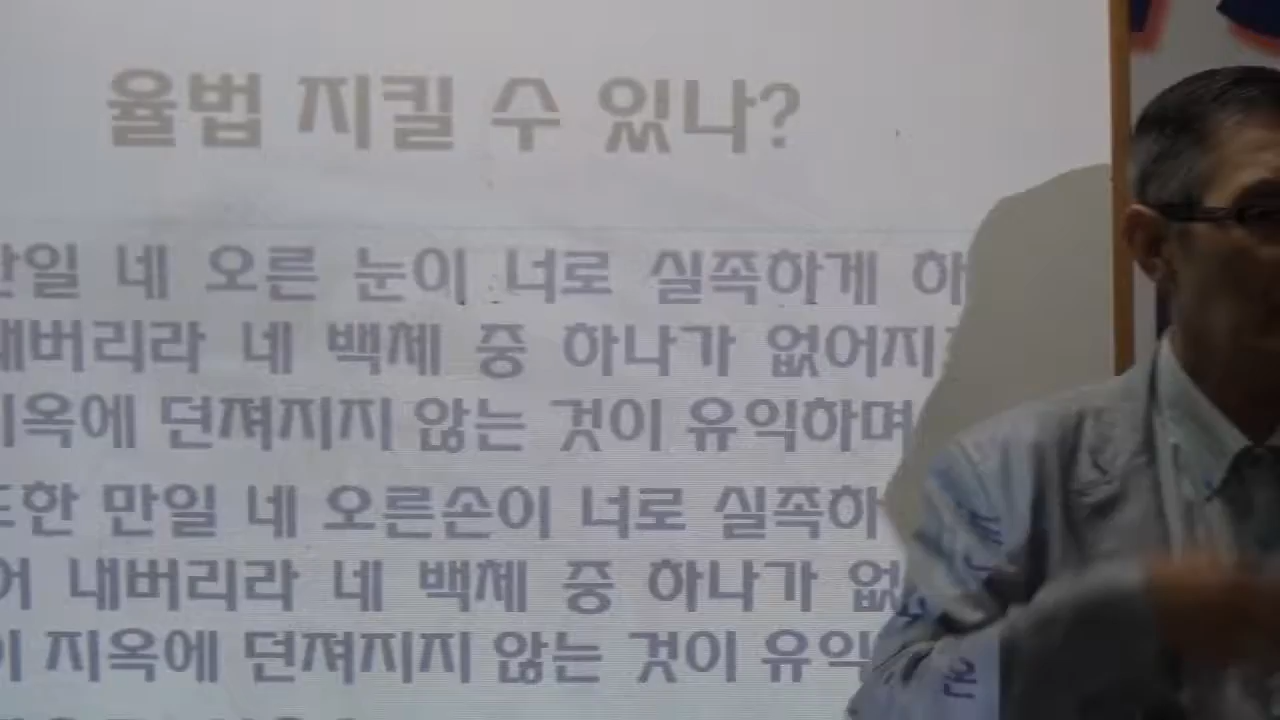 율법 지킬 수 있나?
만일 네 오른 눈이 너로 실족하게 하
내버리라 네 백체 중 하나가 없어지
지옥에 던져지지 않는 것이 유익하며
또한 만일 네 오른손이 너로 실족하
어 내버리라 네 백체 중 하나가 없
이 지옥에 던져지지 않는 것이 유익